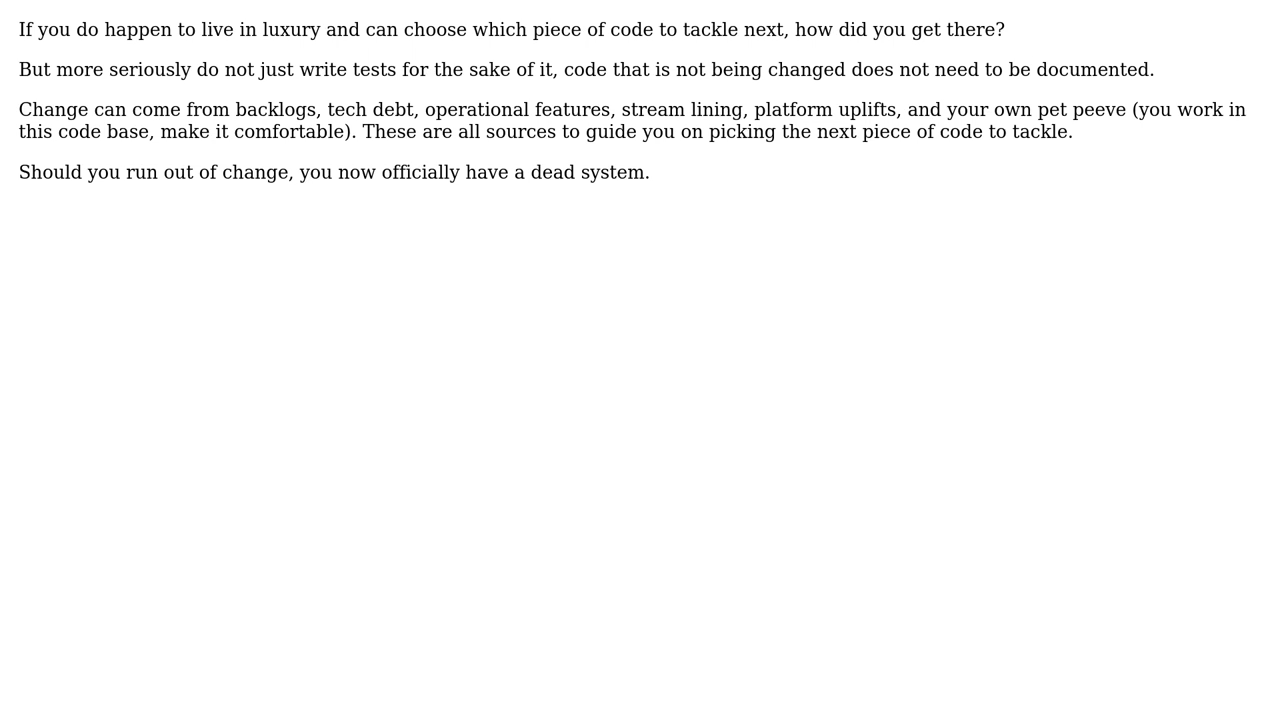 If you do happen to live in luxury and can choose which piece of code to tackle next, how did you get there?
But more seriously do not just write tests for the sake of it, code that is not being changed does not need to be documented.
Change can come from backlogs, tech debt, operational features, stream lining, platform uplifts, and your own pet peeve (you work in
this code base, make it comfortable). These are all sources to guide you on picking the next piece of code to tackle.
Should you run out of change, you now officially have a dead system.